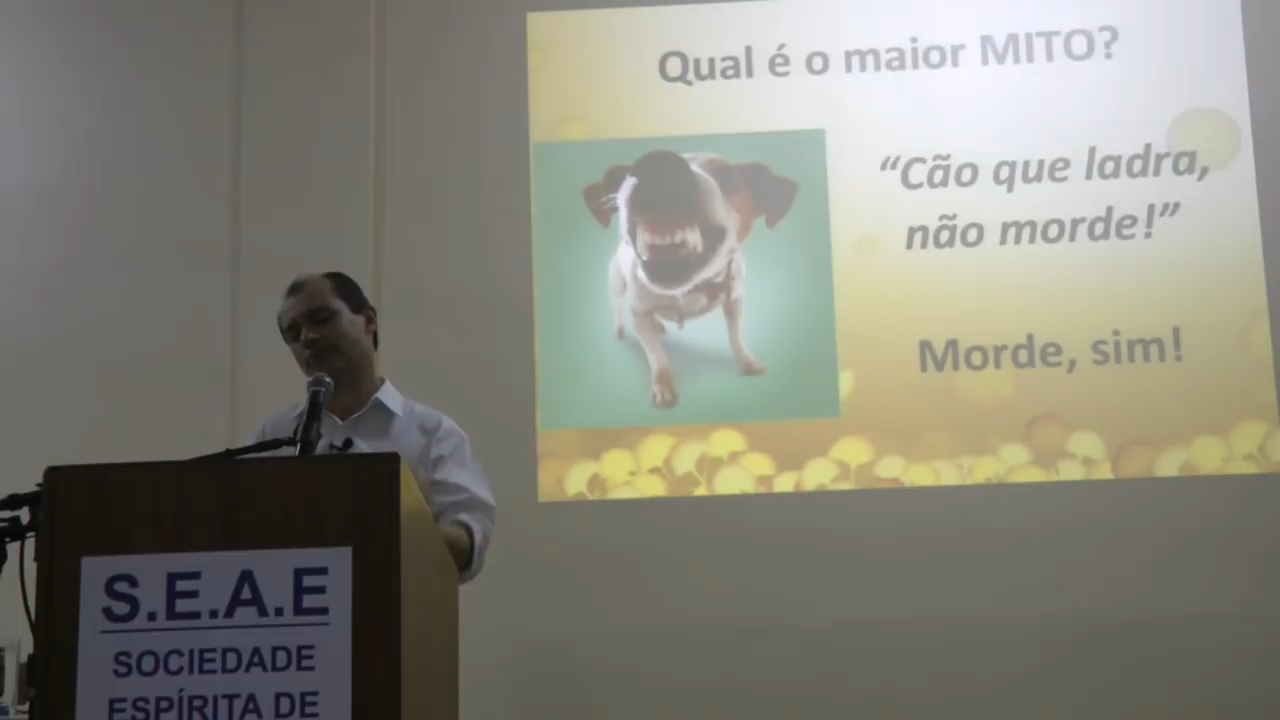 Qual é o maior MITO?
“Cão que ladra,
não morde!”
Morde, sim!
S.E.A.E
SOCIEDADE
ESPÍRITA DE